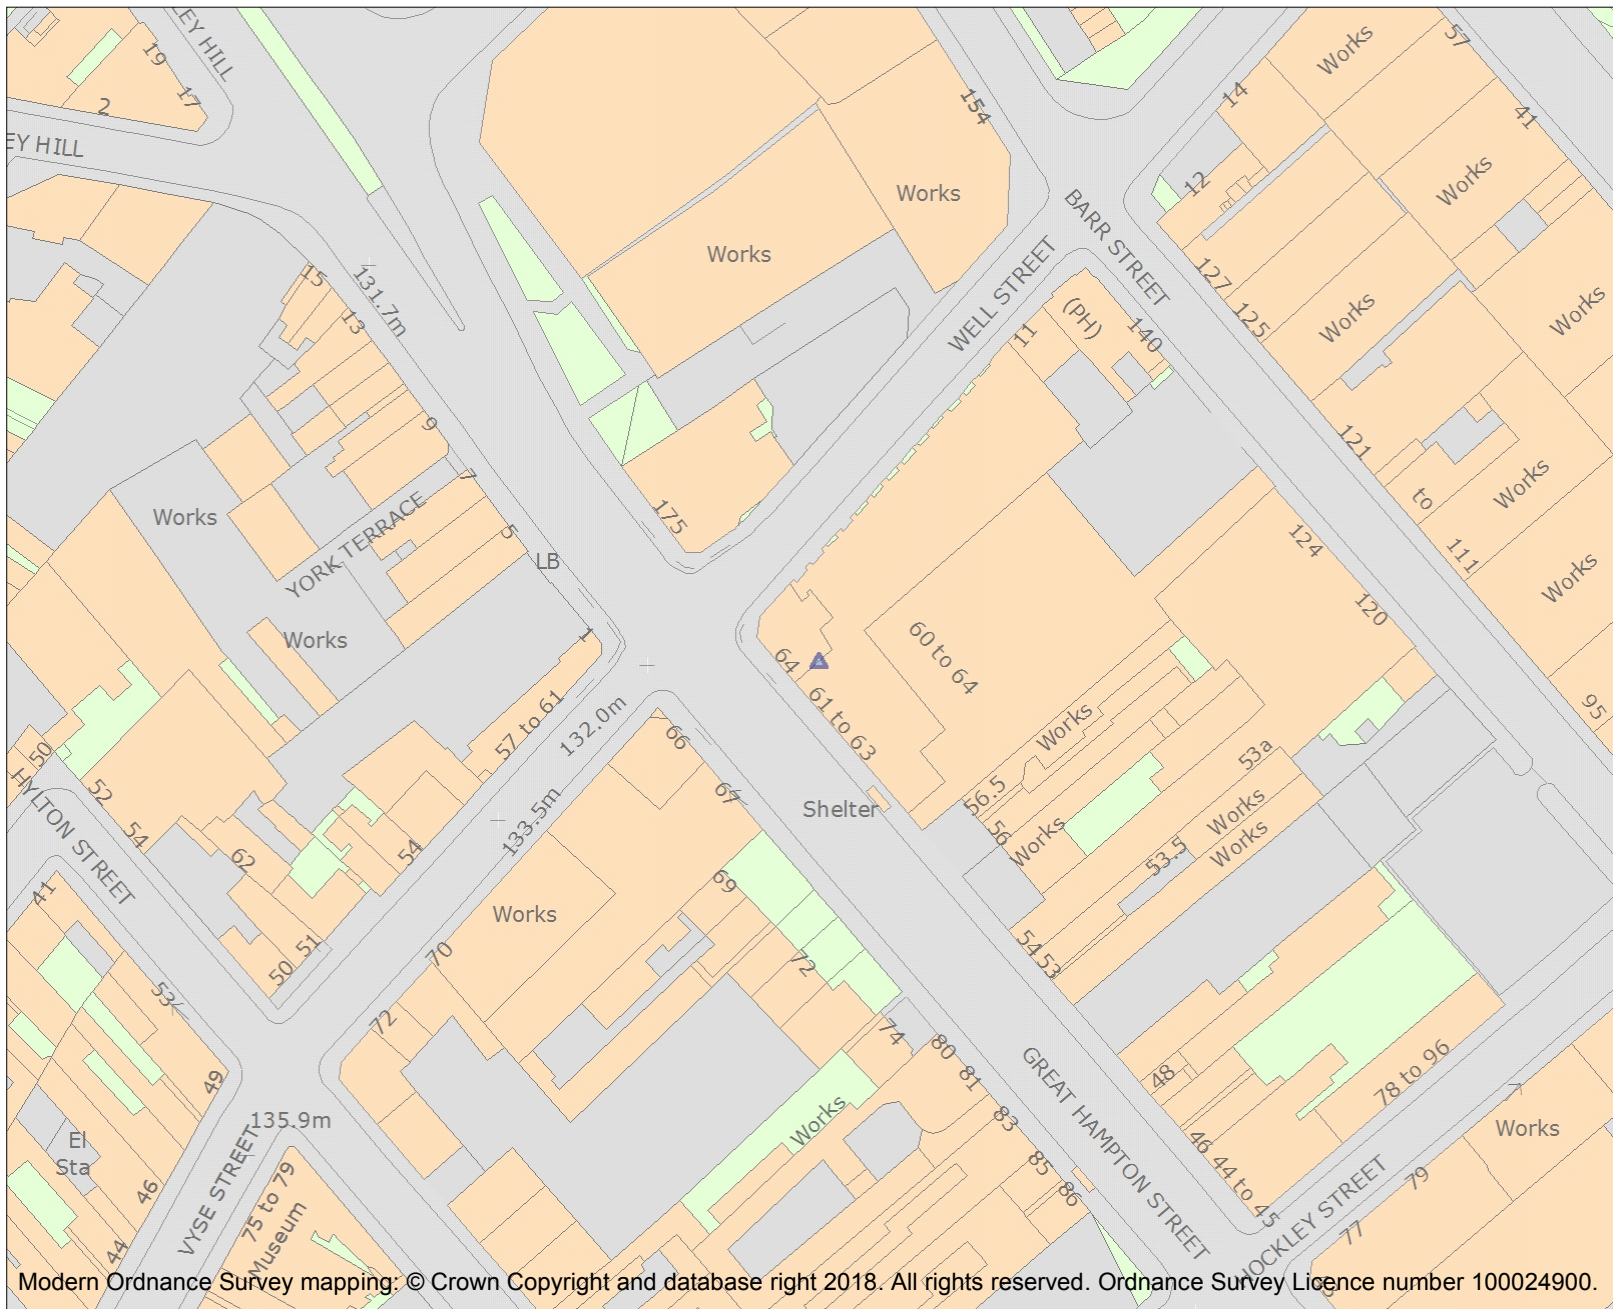 LEY HILL
19
17
2
EY HILL
154
Works
Works
57
41
14
12
Works
Works
BARR STREET
WELL STREET
15
13
131.7m
11
(PH)
140
127
125
Works
Works
9
7
5
175
121
to
111
Works
Works
Works
YORK TERRACE
LB
Works
1
124
120
60 to 64
64
61 to 63
95
57 to 61
132.0m
133.5m
66
67
Shelter
Works
56.5
56
Works
53a
Works
Works
53.5
50
HYLTON STREET
52
54
62
54
41
51
50
53
Works
70
72
69
72
54
53
74
80
81
83
85
86
GREAT HAMPTON STREET
48
46
44 to 45
78 to 96
Works
79
77
HOCKLEY STREET
Works
49
135.9m
El
Sta
46
44
VYSE STREET
75 to 79
Museum
Modern Ordnance Survey mapping: © Crown Copyright and database right 2018. All rights reserved. Ordnance Survey Licence number 100024900.